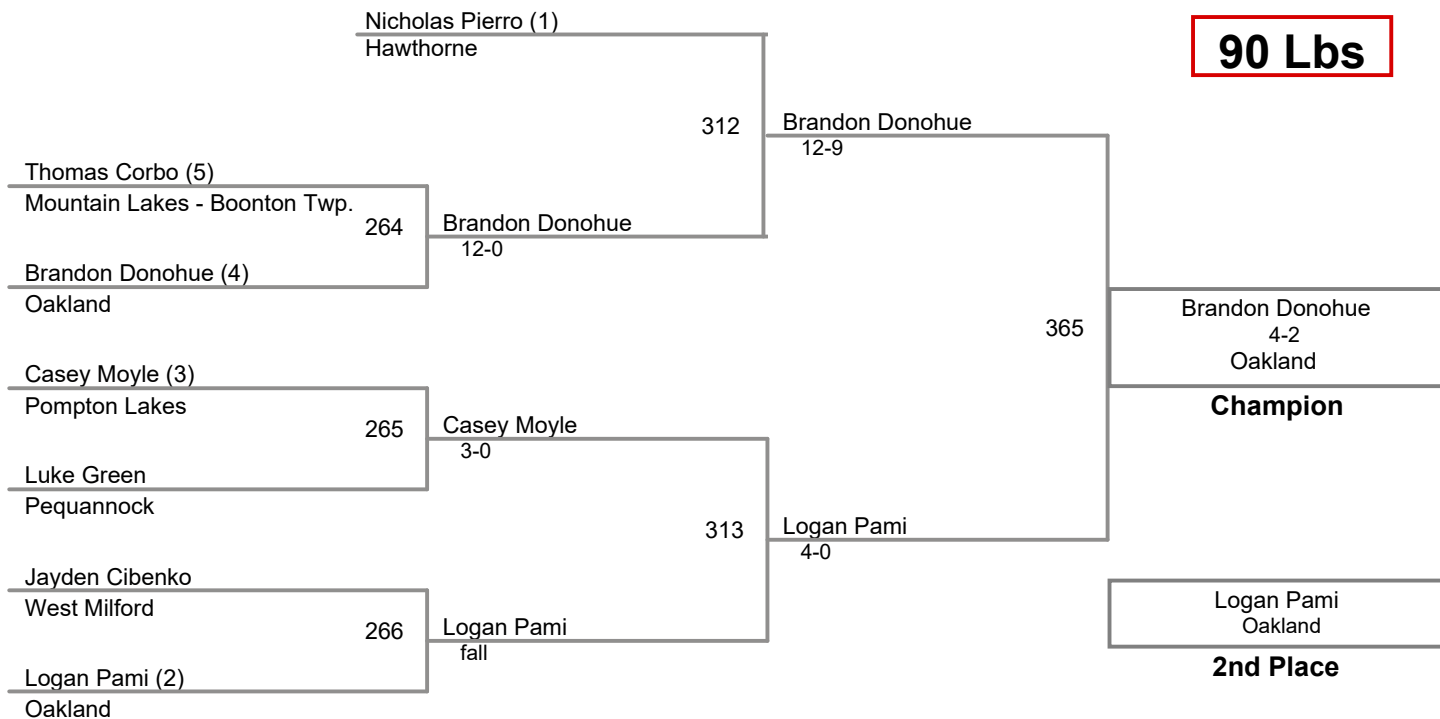 Nicholas Pierro (1)
Hawthorne
90 Lbs
312
Brandon Donohue
12-9
Thomas Corbo (5)
Mountain Lakes - Boonton Twp.
264
Brandon Donohue
12-0
Brandon Donohue (4)
Oakland
365
Brandon Donohue
4-2
Oakland
Champion
Casey Moyle (3)
Pompton Lakes
265
Casey Moyle
3-0
Luke Green
Pequannock
313
Logan Pami
4-0
Jayden Cibenko
West Milford
266
Logan Pami
fall
Logan Pami (2)
Oakland
Logan Pami
Oakland
2nd Place